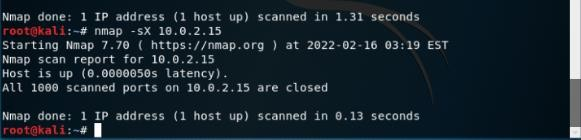 Nmap done: 1 IP address (1 host up) scanned in 1.31 seconds
root@kali:~# nmap -sX 10.0.2.15
Starting Nmap 7.70 ( https://nmap.org ) at 2022-02-16 03:19 EST
Nmap scan report for 10.0.2.15
Host is up (0.0000050s latency).
All 1000 scanned ports on 10.0.2.15 are closed
Nmap done: 1 IP address (1 host up) scanned in 0.13 seconds
root@kali:~#